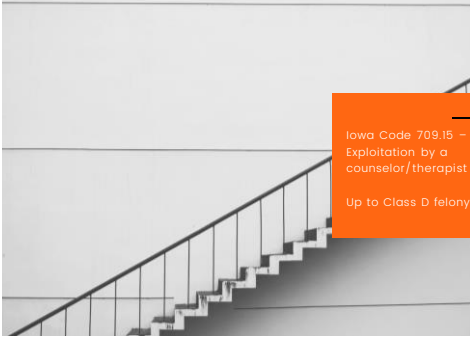 Iowa Code 709.15 –
Exploitation by a
counselor/therapist
Up to Class D felony